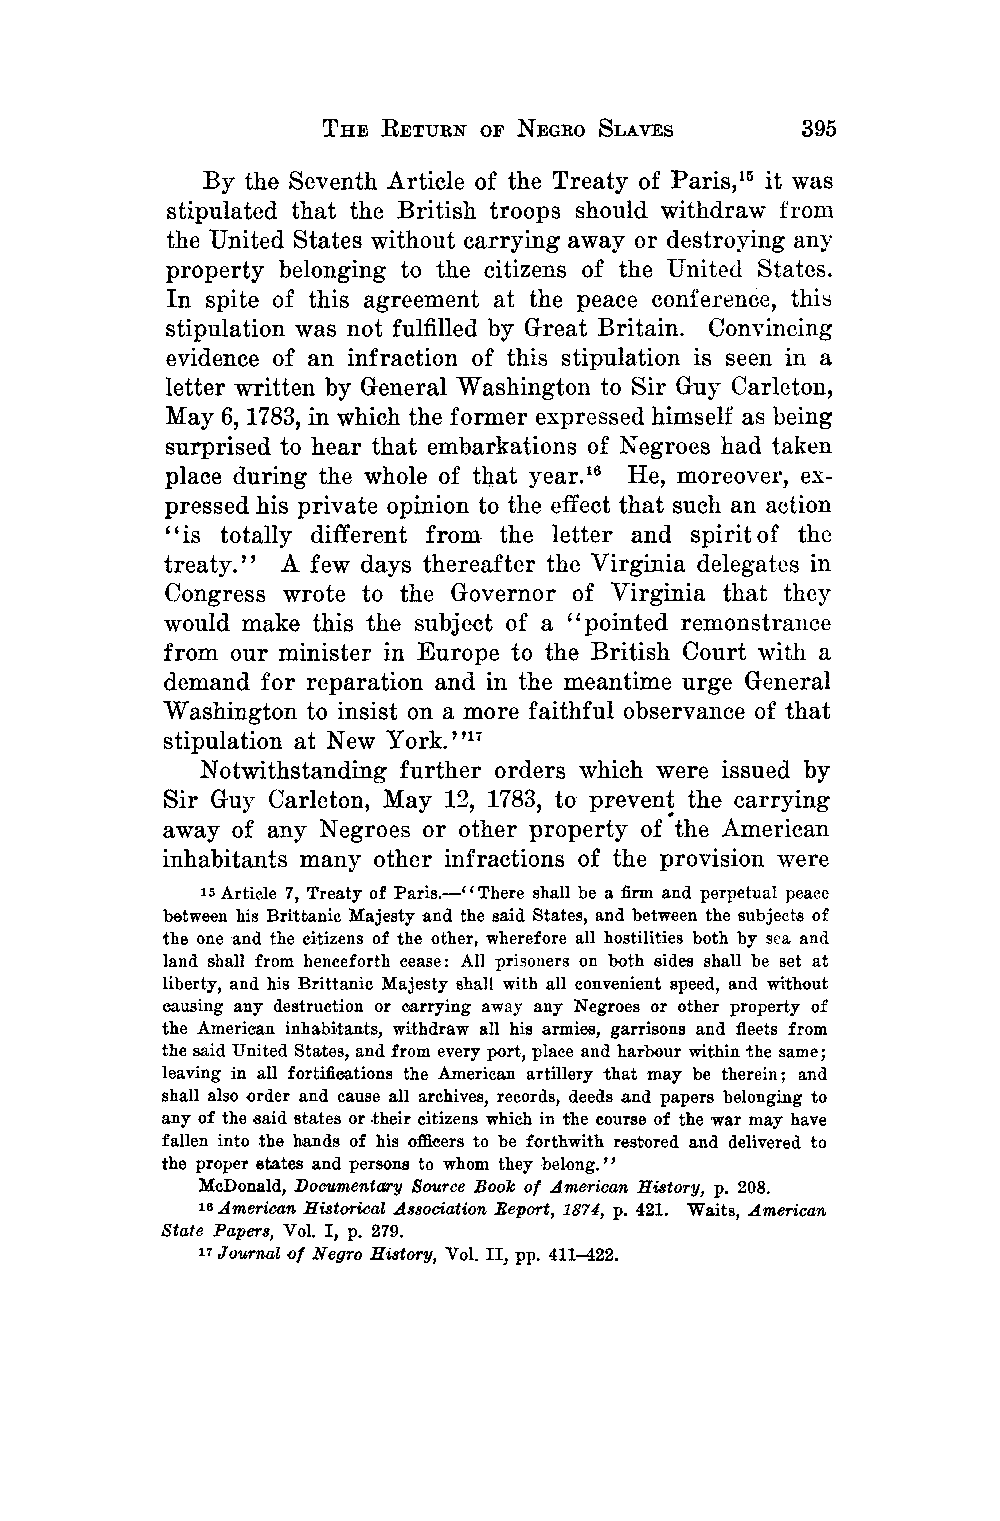 THE RETURN OF NEGRO SLAVES 395
By the Seventh Article of the Treaty of Paris,¹⁵ it was
stipulated that the British troops should withdraw from
the United States without carrying away or destroying any
property belonging to the citizens of the United States.
In spite of this agreement at the peace conference, this
stipulation was not fulfilled by Great Britain. Convincing
evidence of an infraction of this stipulation is seen in a
letter written by General Washington to Sir Guy Carleton,
May 6, 1783, in which the former expressed himself as being
surprised to hear that embarkations of Negroes had taken
place during the whole of that year.¹⁶ He, moreover, ex-
pressed his private opinion to the effect that such an action
"is totally different from the letter and spirit of the
treaty." A few days thereafter the Virginia delegates in
Congress wrote to the Governor of Virginia that they
would make this the subject of a "pointed remonstrance
from our minister in Europe to the British Court with a
demand for reparation and in the meantime urge General
Washington to insist on a more faithful observance of that
stipulation at New York."¹⁷
Notwithstanding further orders which were issued by
Sir Guy Carleton, May 12, 1783, to prevent the carrying
away of any Negroes or other property of the American
inhabitants many other infractions of the provision were
¹⁵ Article 7, Treaty of Paris.—"There shall be a firm and perpetual peace
between his Brittanic Majesty and the said States, and between the subjects of
the one and the citizens of the other, wherefore all hostilities both by sea and
land shall from henceforth cease: All prisoners on both sides shall be set at
liberty, and his Brittanic Majesty shall with all convenient speed, and without
causing any destruction or carrying away any Negroes or other property of
the American inhabitants, withdraw all his armies, garrisons and fleets from
the said United States, and from every port, place and harbour within the same;
leaving in all fortifications the American artillery that may be therein; and
shall also order and cause all archives, records, deeds and papers belonging to
any of the said states or their citizens which in the course of the war may have
fallen into the hands of his officers to be forthwith restored and delivered to
the proper states and persons to whom they belong."
McDonald, Documentary Source Book of American History, p. 208.
¹⁶ American Historical Association Report, 1874, p. 421. Waits, American
State Papers, Vol. I, p. 279.
¹⁷ Journal of Negro History, Vol. II, pp. 411–422.